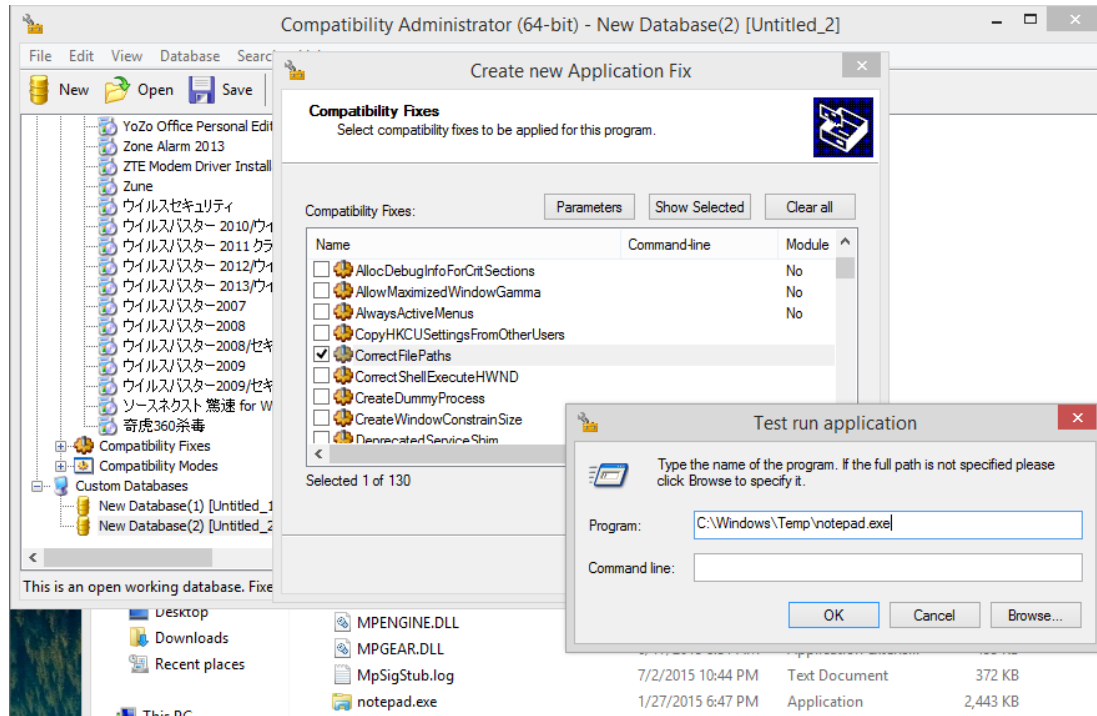 Compatibility Administrator (64-bit) - New Database(2) [Untitled_2]
File Edit View Database Search
New Open Save
YoZo Office Personal Edit
Zone Alarm 2013
ZTE Modem Driver Install
Zune
ウイルスセキュリティ
ウイルスバスター 2010/ウイ
ウイルスバスター 2011 クラ
ウイルスバスター 2012/ウイ
ウイルスバスター 2013/ウイ
ウイルスバスター2007
ウイルスバスター2008
ウイルスバスター2008/セキ
ウイルスバスター2009
ウイルスバスター2009/セキ
ソースネクスト 驚速 for W
奇虎360杀毒
Compatibility Fixes
Compatibility Modes
Custom Databases
New Database(1) [Untitled_1
New Database(2) [Untitled_2
This is an open working database. Fixe
Create new Application Fix
Compatibility Fixes
Select compatibility fixes to be applied for this program.
Compatibility Fixes:
Parameters Show Selected Clear all
Name Command-line Module
AllocDebugInfoForCritSections No
AllowMaximizedWindowGamma No
AlwaysActiveMenus No
CopyHKCUSettingsFromOtherUsers
CorrectFilePaths
CorrectShellExecuteHWND
CreateDummyProcess
CreateWindowConstrainSize
DeprecatedServiceShim
Selected 1 of 130
Test run application
Type the name of the program. If the full path is not specified please
click Browse to specify it.
Program: C:\Windows\Temp\notepad.exe
Command line:
OK Cancel Browse...
Desktop
Downloads
Recent places
This PC
MPENGINE.DLL
MPGEAR.DLL
MpSigStub.log 7/2/2015 10:44 PM Text Document 372 KB
notepad.exe 1/27/2015 6:47 PM Application 2,443 KB